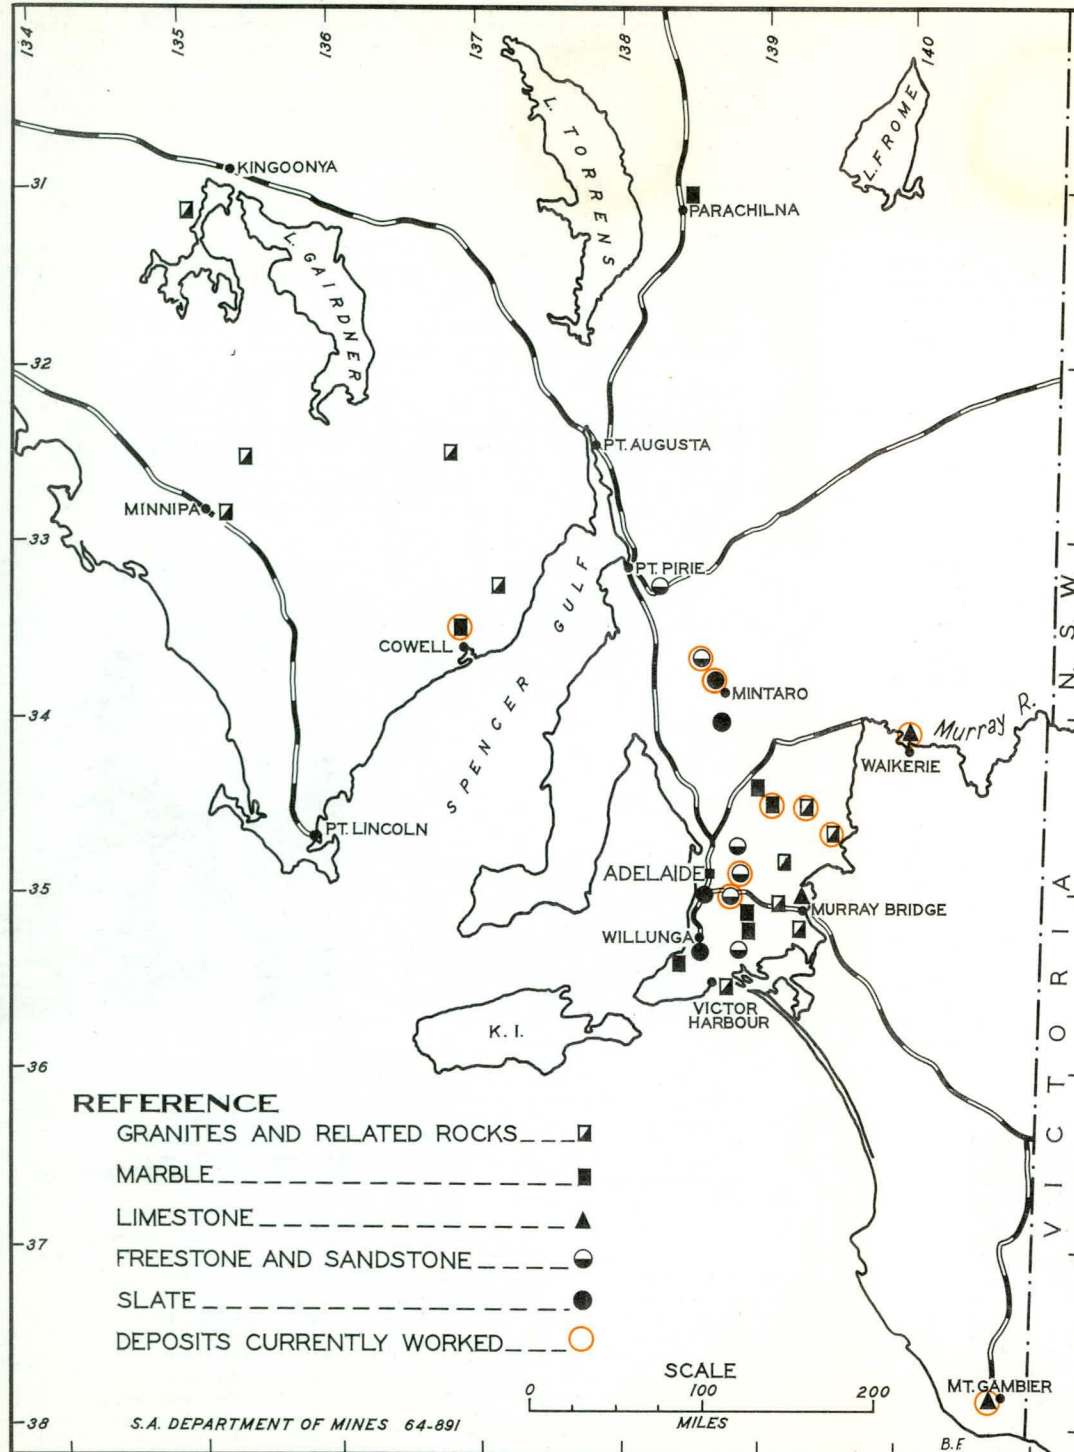 134
135
136
137
138
139
140
31
32
33
34
35
36
37
38
KINGOONYA
L. GAIRDNER
L. TORRENS
L. FROME
PARACHILNA
PT. AUGUSTA
MINNIPA
PT. PIRIE
COWELL
SPENCER GULF
MINTARO
N.S.W.
Murray R.
WAIKERIE
PT. LINCOLN
ADELAIDE
MURRAY BRIDGE
WILLUNGA
VICTOR
HARBOUR
K. I.
VICTORIA
MT. GAMBIER
REFERENCE
GRANITES AND RELATED ROCKS
MARBLE
LIMESTONE
FREESTONE AND SANDSTONE
SLATE
DEPOSITS CURRENTLY WORKED
SCALE
0 100 200
MILES
S.A. DEPARTMENT OF MINES 64-891
B.F.